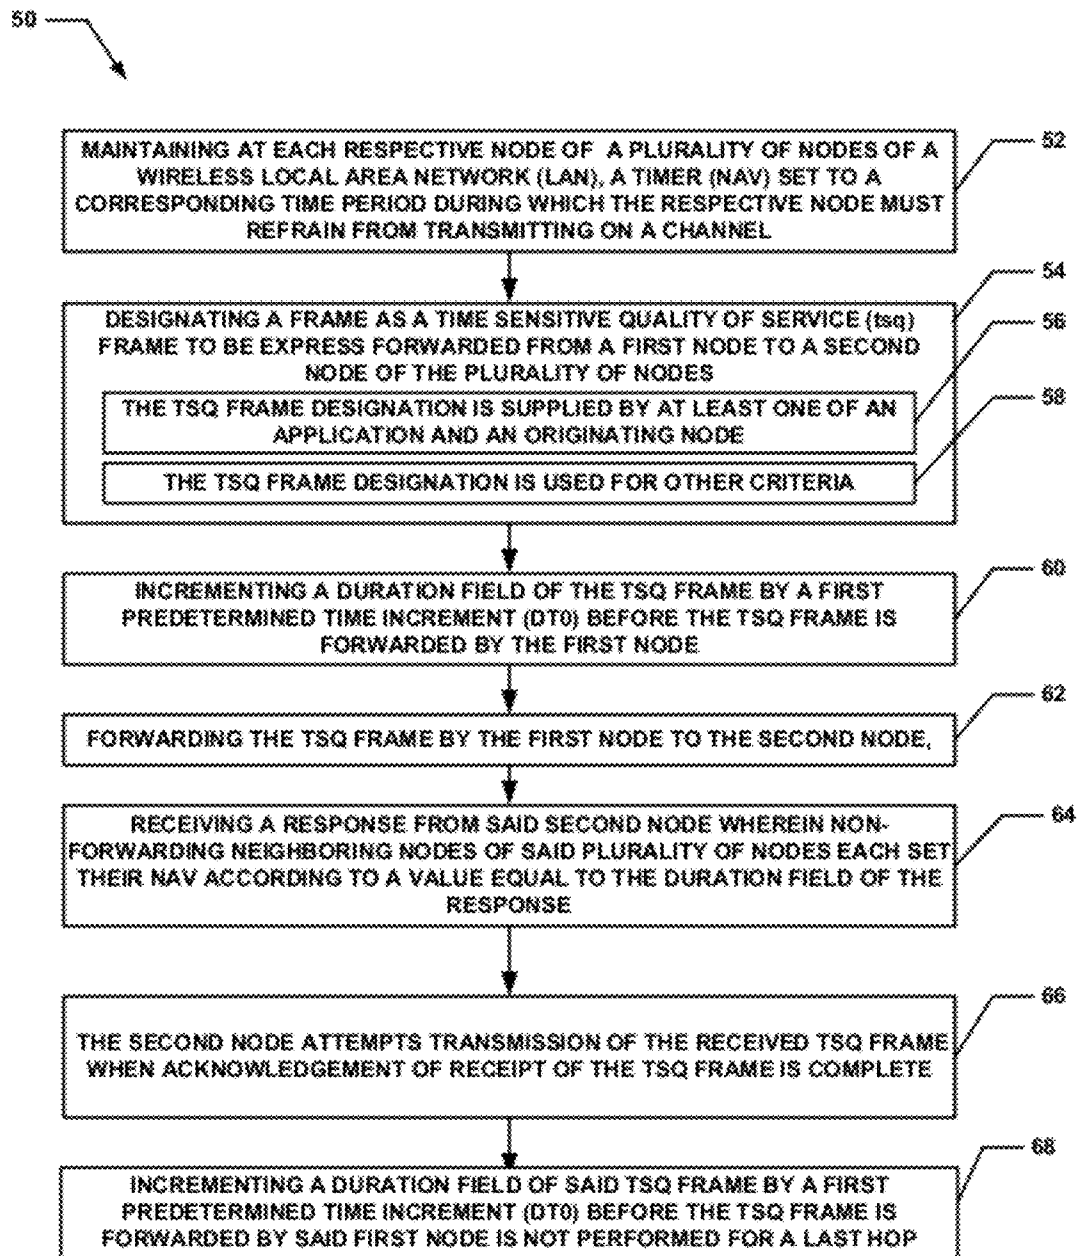 50
52
MAINTAINING AT EACH RESPECTIVE NODE OF A PLURALITY OF NODES OF A
WIRELESS LOCAL AREA NETWORK (LAN), A TIMER (NAV) SET TO A
CORRESPONDING TIME PERIOD DURING WHICH THE RESPECTIVE NODE MUST
REFRAIN FROM TRANSMITTING ON A CHANNEL
54
DESIGNATING A FRAME AS A TIME SENSITIVE QUALITY OF SERVICE (tsq)
FRAME TO BE EXPRESS FORWARDED FROM A FIRST NODE TO A SECOND
NODE OF THE PLURALITY OF NODES
56
THE TSQ FRAME DESIGNATION IS SUPPLIED BY AT LEAST ONE OF AN
APPLICATION AND AN ORIGINATING NODE
58
THE TSQ FRAME DESIGNATION IS USED FOR OTHER CRITERIA
60
INCREMENTING A DURATION FIELD OF THE TSQ FRAME BY A FIRST
PREDETERMINED TIME INCREMENT (DT0) BEFORE THE TSQ FRAME IS
FORWARDED BY THE FIRST NODE
62
FORWARDING THE TSQ FRAME BY THE FIRST NODE TO THE SECOND NODE,
64
RECEIVING A RESPONSE FROM SAID SECOND NODE WHEREIN NON-
FORWARDING NEIGHBORING NODES OF SAID PLURALITY OF NODES EACH SET
THEIR NAV ACCORDING TO A VALUE EQUAL TO THE DURATION FIELD OF THE
RESPONSE
66
THE SECOND NODE ATTEMPTS TRANSMISSION OF THE RECEIVED TSQ FRAME
WHEN ACKNOWLEDGEMENT OF RECEIPT OF THE TSQ FRAME IS COMPLETE
68
INCREMENTING A DURATION FIELD OF SAID TSQ FRAME BY A FIRST
PREDETERMINED TIME INCREMENT (DT0) BEFORE THE TSQ FRAME IS
FORWARDED BY SAID FIRST NODE IS NOT PERFORMED FOR A LAST HOP